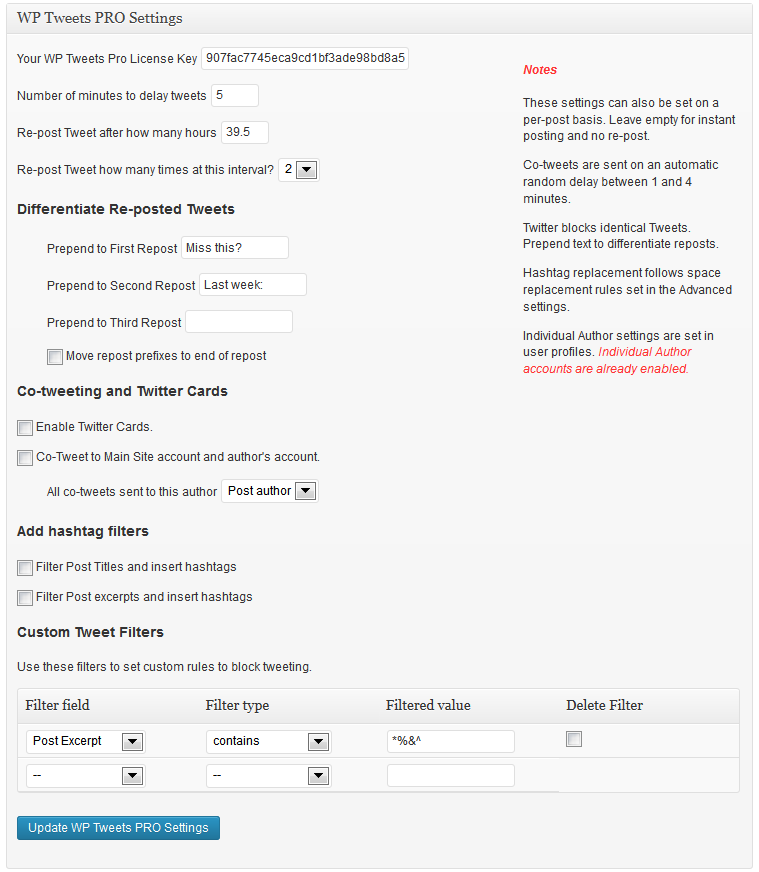 WP Tweets PRO Settings
Your WP Tweets Pro License Key 907fac7745eca9cd1bf3ade98bd8a5
Number of minutes to delay tweets 5
Re-post Tweet after how many hours 39.5
Re-post Tweet how many times at this interval? 2
Differentiate Re-posted Tweets
Prepend to First Repost Miss this?
Prepend to Second Repost Last week:
Prepend to Third Repost
Move repost prefixes to end of repost
Co-tweeting and Twitter Cards
Enable Twitter Cards.
Co-Tweet to Main Site account and author's account.
All co-tweets sent to this author Post author
Add hashtag filters
Filter Post Titles and insert hashtags
Filter Post excerpts and insert hashtags
Custom Tweet Filters
Use these filters to set custom rules to block tweeting.
Filter field Filter type Filtered value Delete Filter
Post Excerpt contains *%&^
-- --
Update WP Tweets PRO Settings
Notes
These settings can also be set on a
per-post basis. Leave empty for instant
posting and no re-post.
Co-tweets are sent on an automatic
random delay between 1 and 4
minutes.
Twitter blocks identical Tweets.
Prepend text to differentiate reposts.
Hashtag replacement follows space
replacement rules set in the Advanced
settings.
Individual Author settings are set in
user profiles. Individual Author
accounts are already enabled.